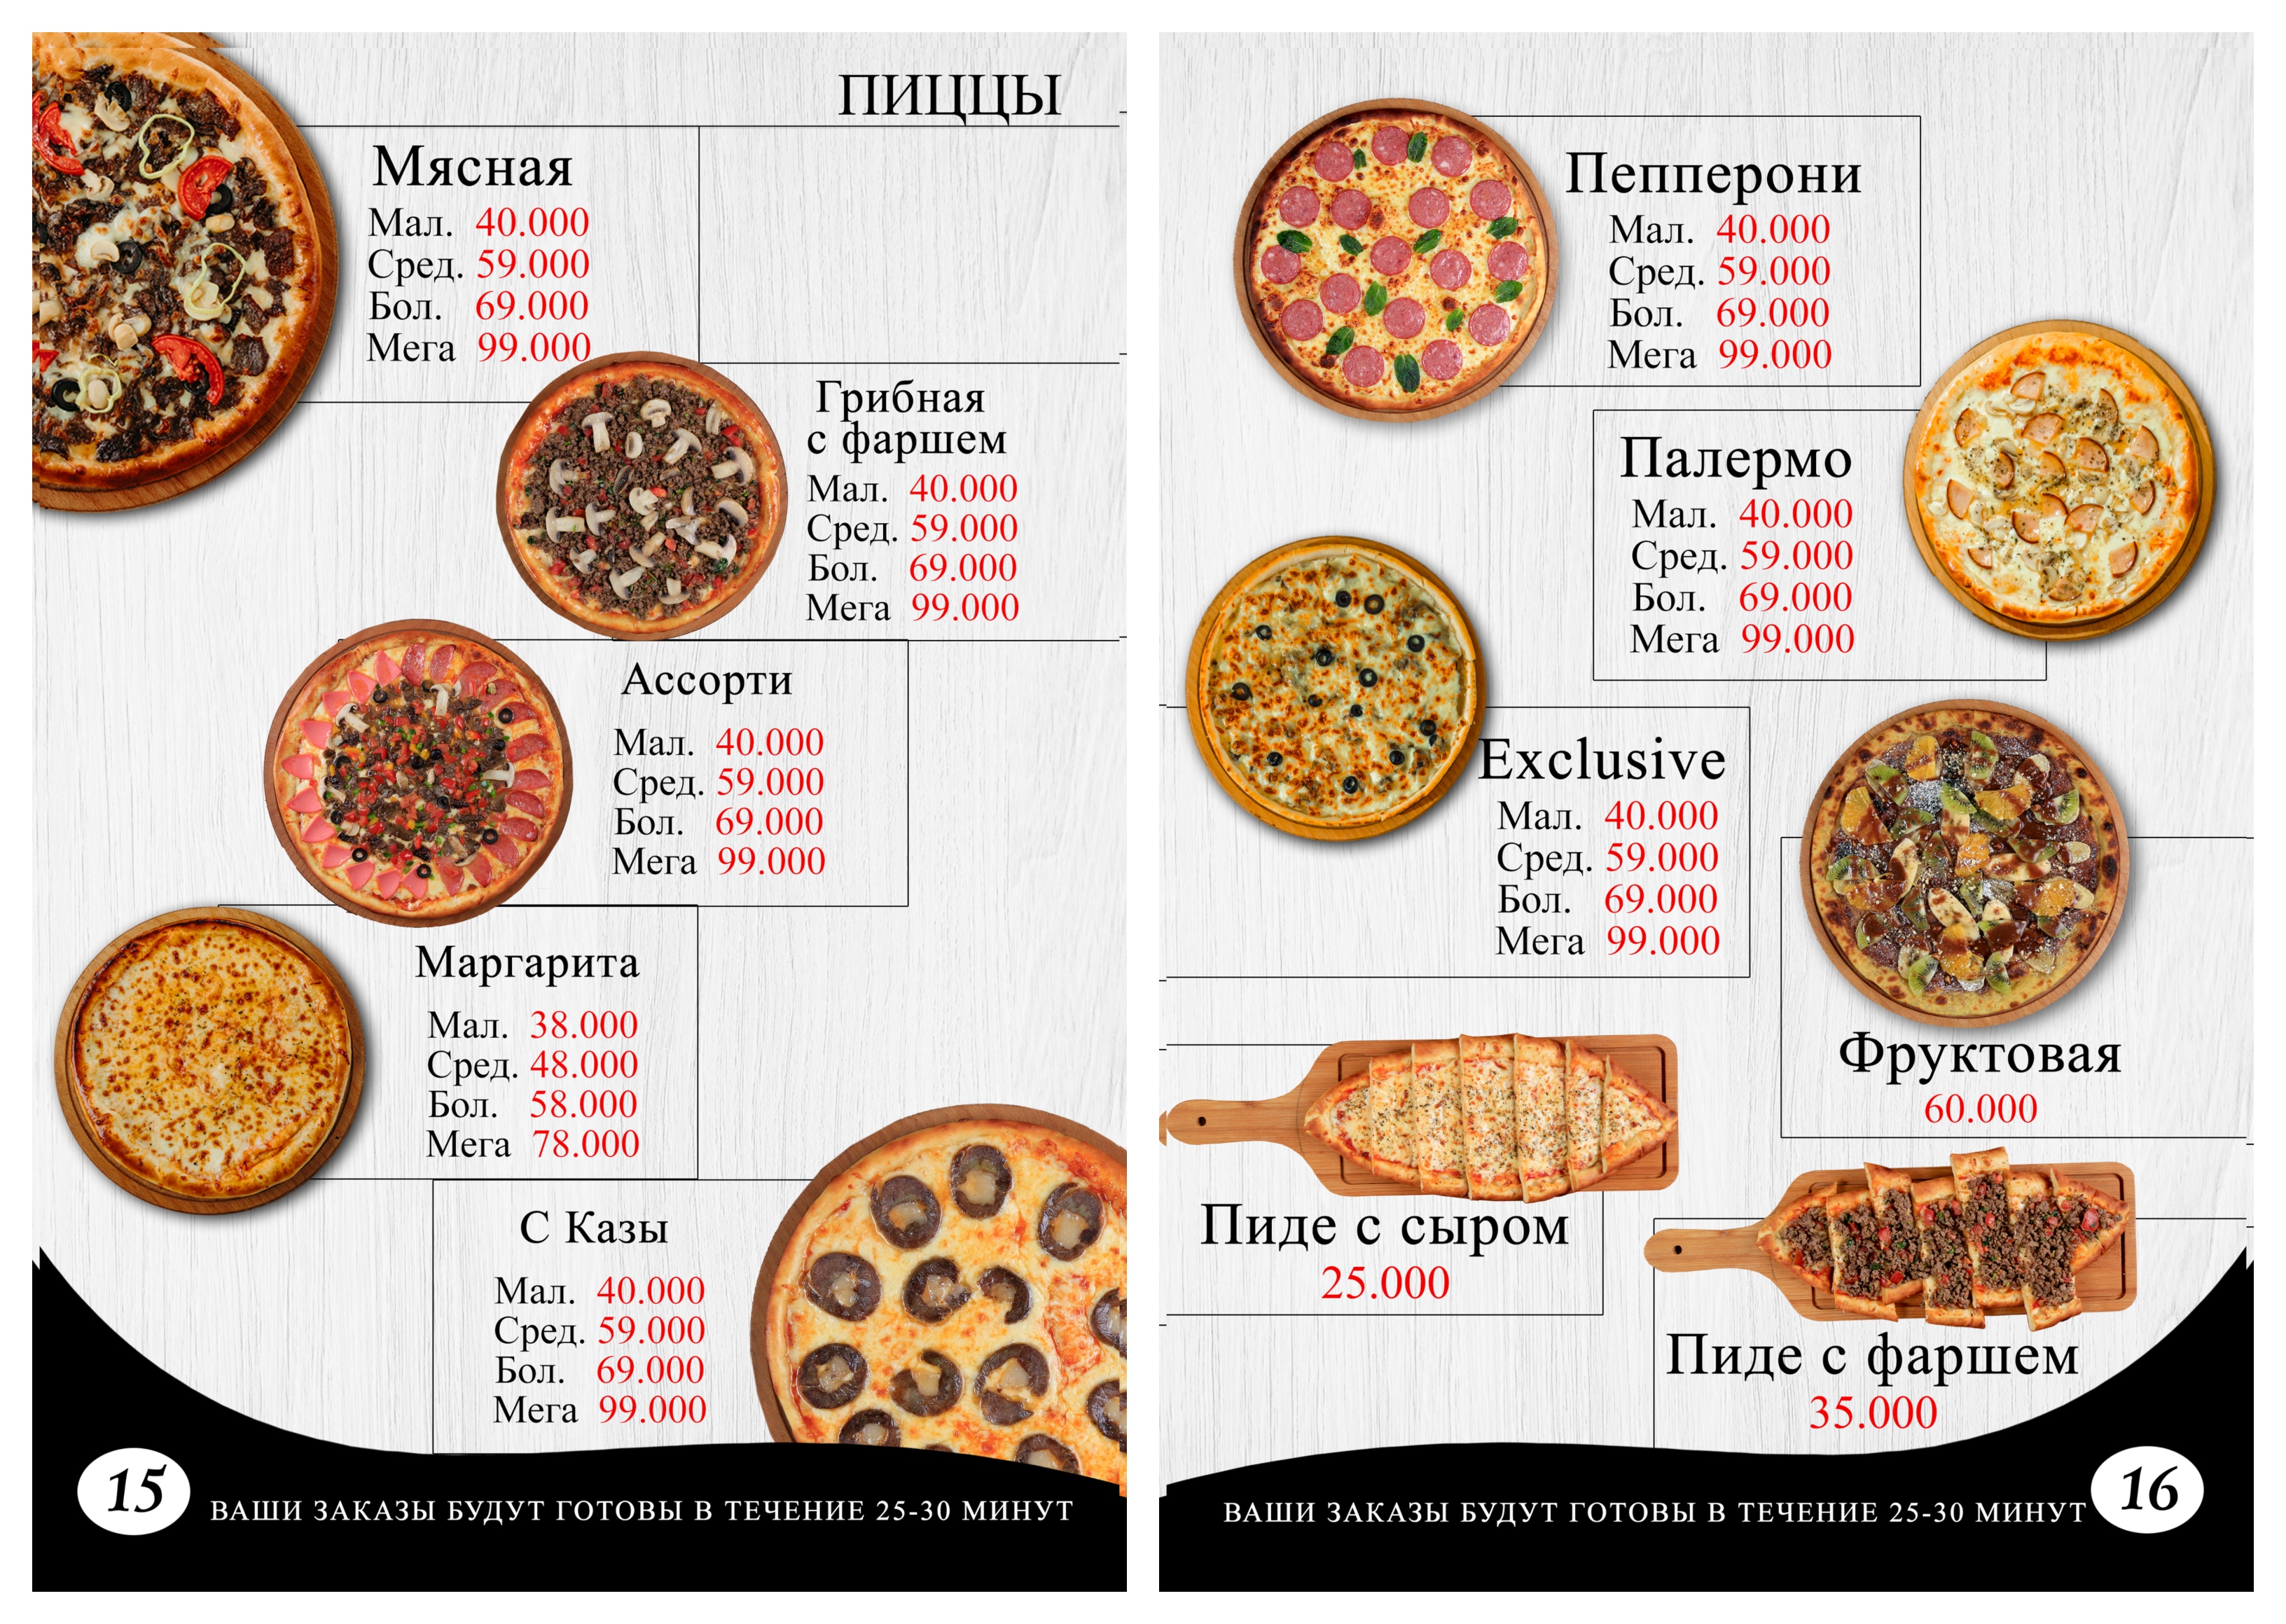 ПИЦЦЫ
Мясная
Мал. 40.000
Сред. 59.000
Бол. 69.000
Мега 99.000
Грибная
с фаршем
Мал. 40.000
Сред. 59.000
Бол. 69.000
Мега 99.000
Ассорти
Мал. 40.000
Сред. 59.000
Бол. 69.000
Мега 99.000
Маргарита
Мал. 38.000
Сред. 48.000
Бол. 58.000
Мега 78.000
С Казы
Мал. 40.000
Сред. 59.000
Бол. 69.000
Мега 99.000
15
ВАШИ ЗАКАЗЫ БУДУТ ГОТОВЫ В ТЕЧЕНИЕ 25-30 МИНУТ
Пепперони
Мал. 40.000
Сред. 59.000
Бол. 69.000
Мега 99.000
Палермо
Мал. 40.000
Сред. 59.000
Бол. 69.000
Мега 99.000
Exclusive
Мал. 40.000
Сред. 59.000
Бол. 69.000
Мега 99.000
Фруктовая
60.000
Пиде с сыром
25.000
Пиде с фаршем
35.000
ВАШИ ЗАКАЗЫ БУДУТ ГОТОВЫ В ТЕЧЕНИЕ 25-30 МИНУТ
16